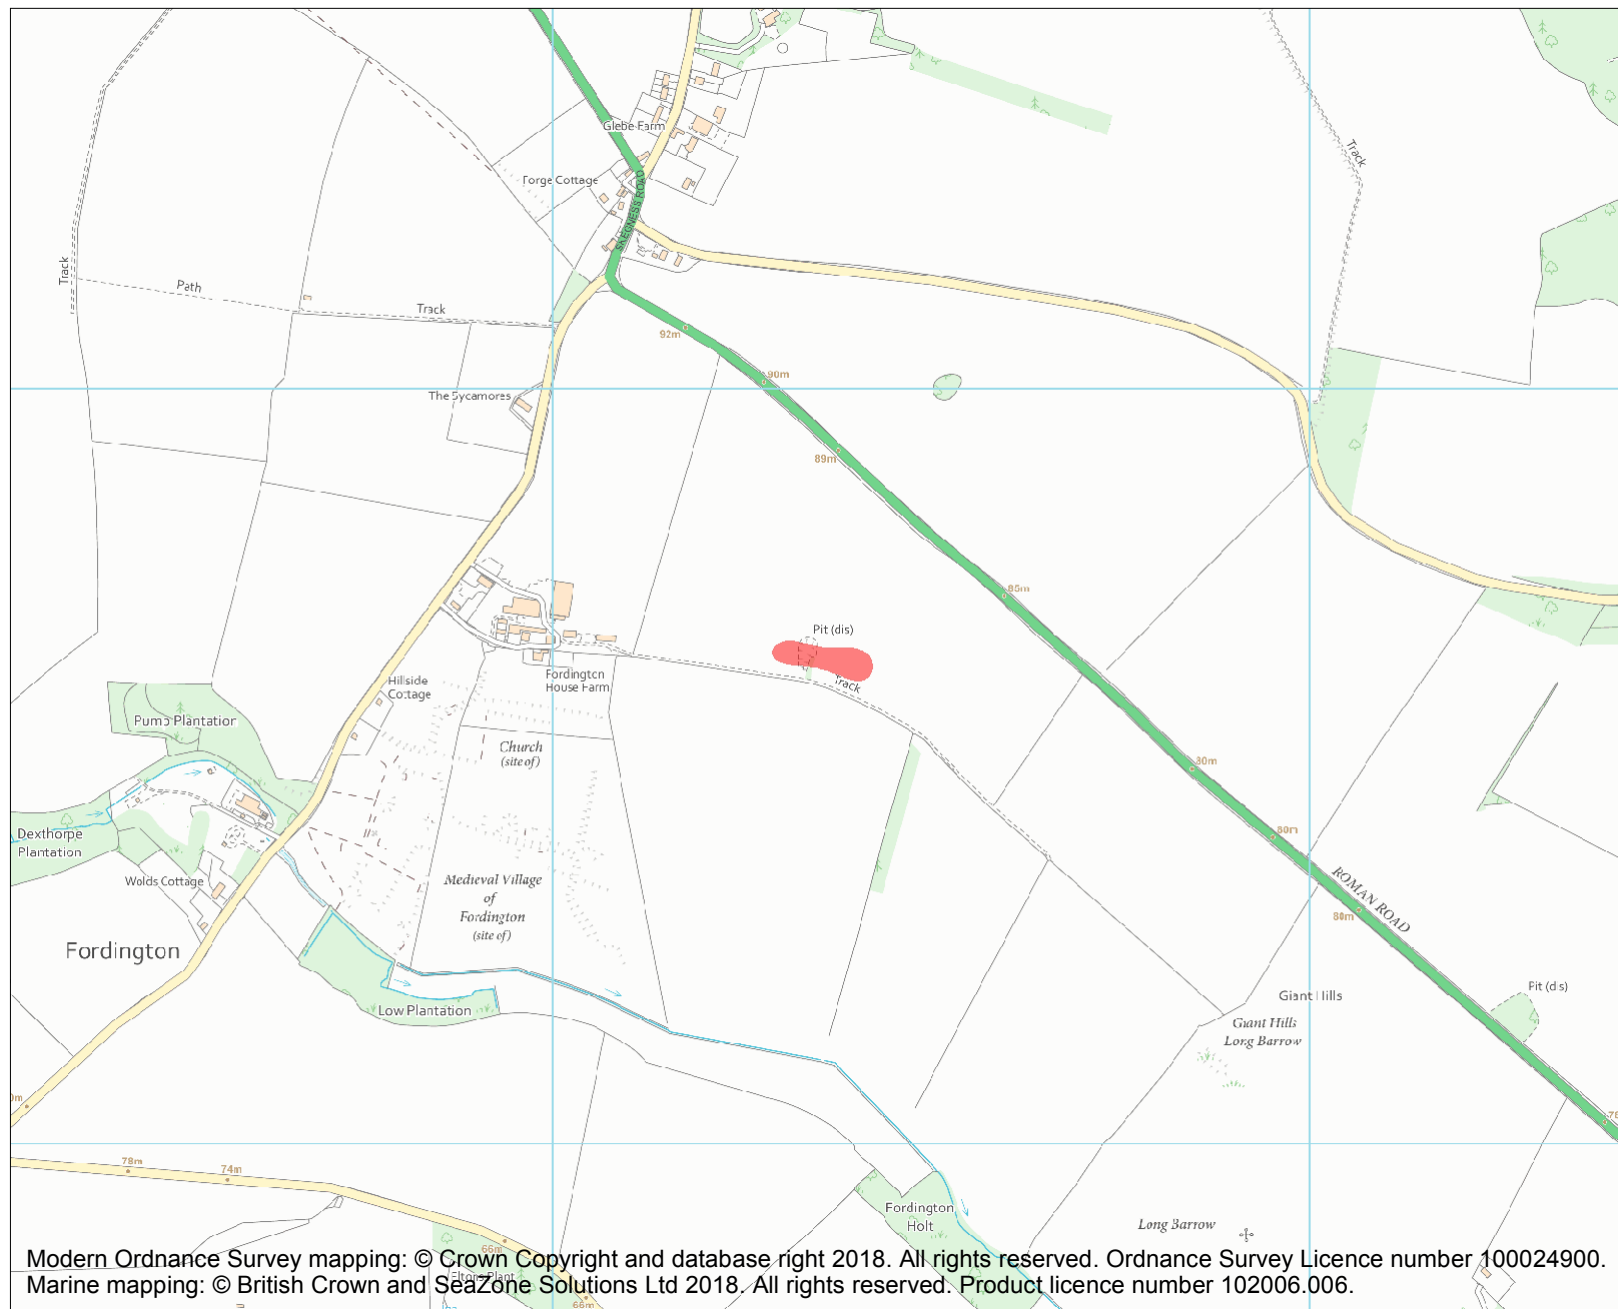 Glebe Farm
Track
Forge Cottage
SKEGNESS ROAD
Track
Path
Track
92m
90m
The Sycamores
89m
85m
Pit (dis)
Track
Fordington
House Farm
Hillside
Cottage
Pump Plantation
Church
(site of)
80m
80m
Dexthorpe
Plantation
Wolds Cottage
Medieval Village
of
Fordington
(site of)
ROMAN ROAD
80m
Fordington
Low Plantation
Giant Hills
Pit (dis)
Giant Hills
Long Barrow
78m
74m
Fordington
Holt
Long Barrow
66m
Modern Ordnance Survey mapping: © Crown Copyright and database right 2018. All rights reserved. Ordnance Survey Licence number 100024900.
Eltons Plant
Marine mapping: © British Crown and SeaZone Solutions Ltd 2018. All rights reserved. Product licence number 102006.006.
66m